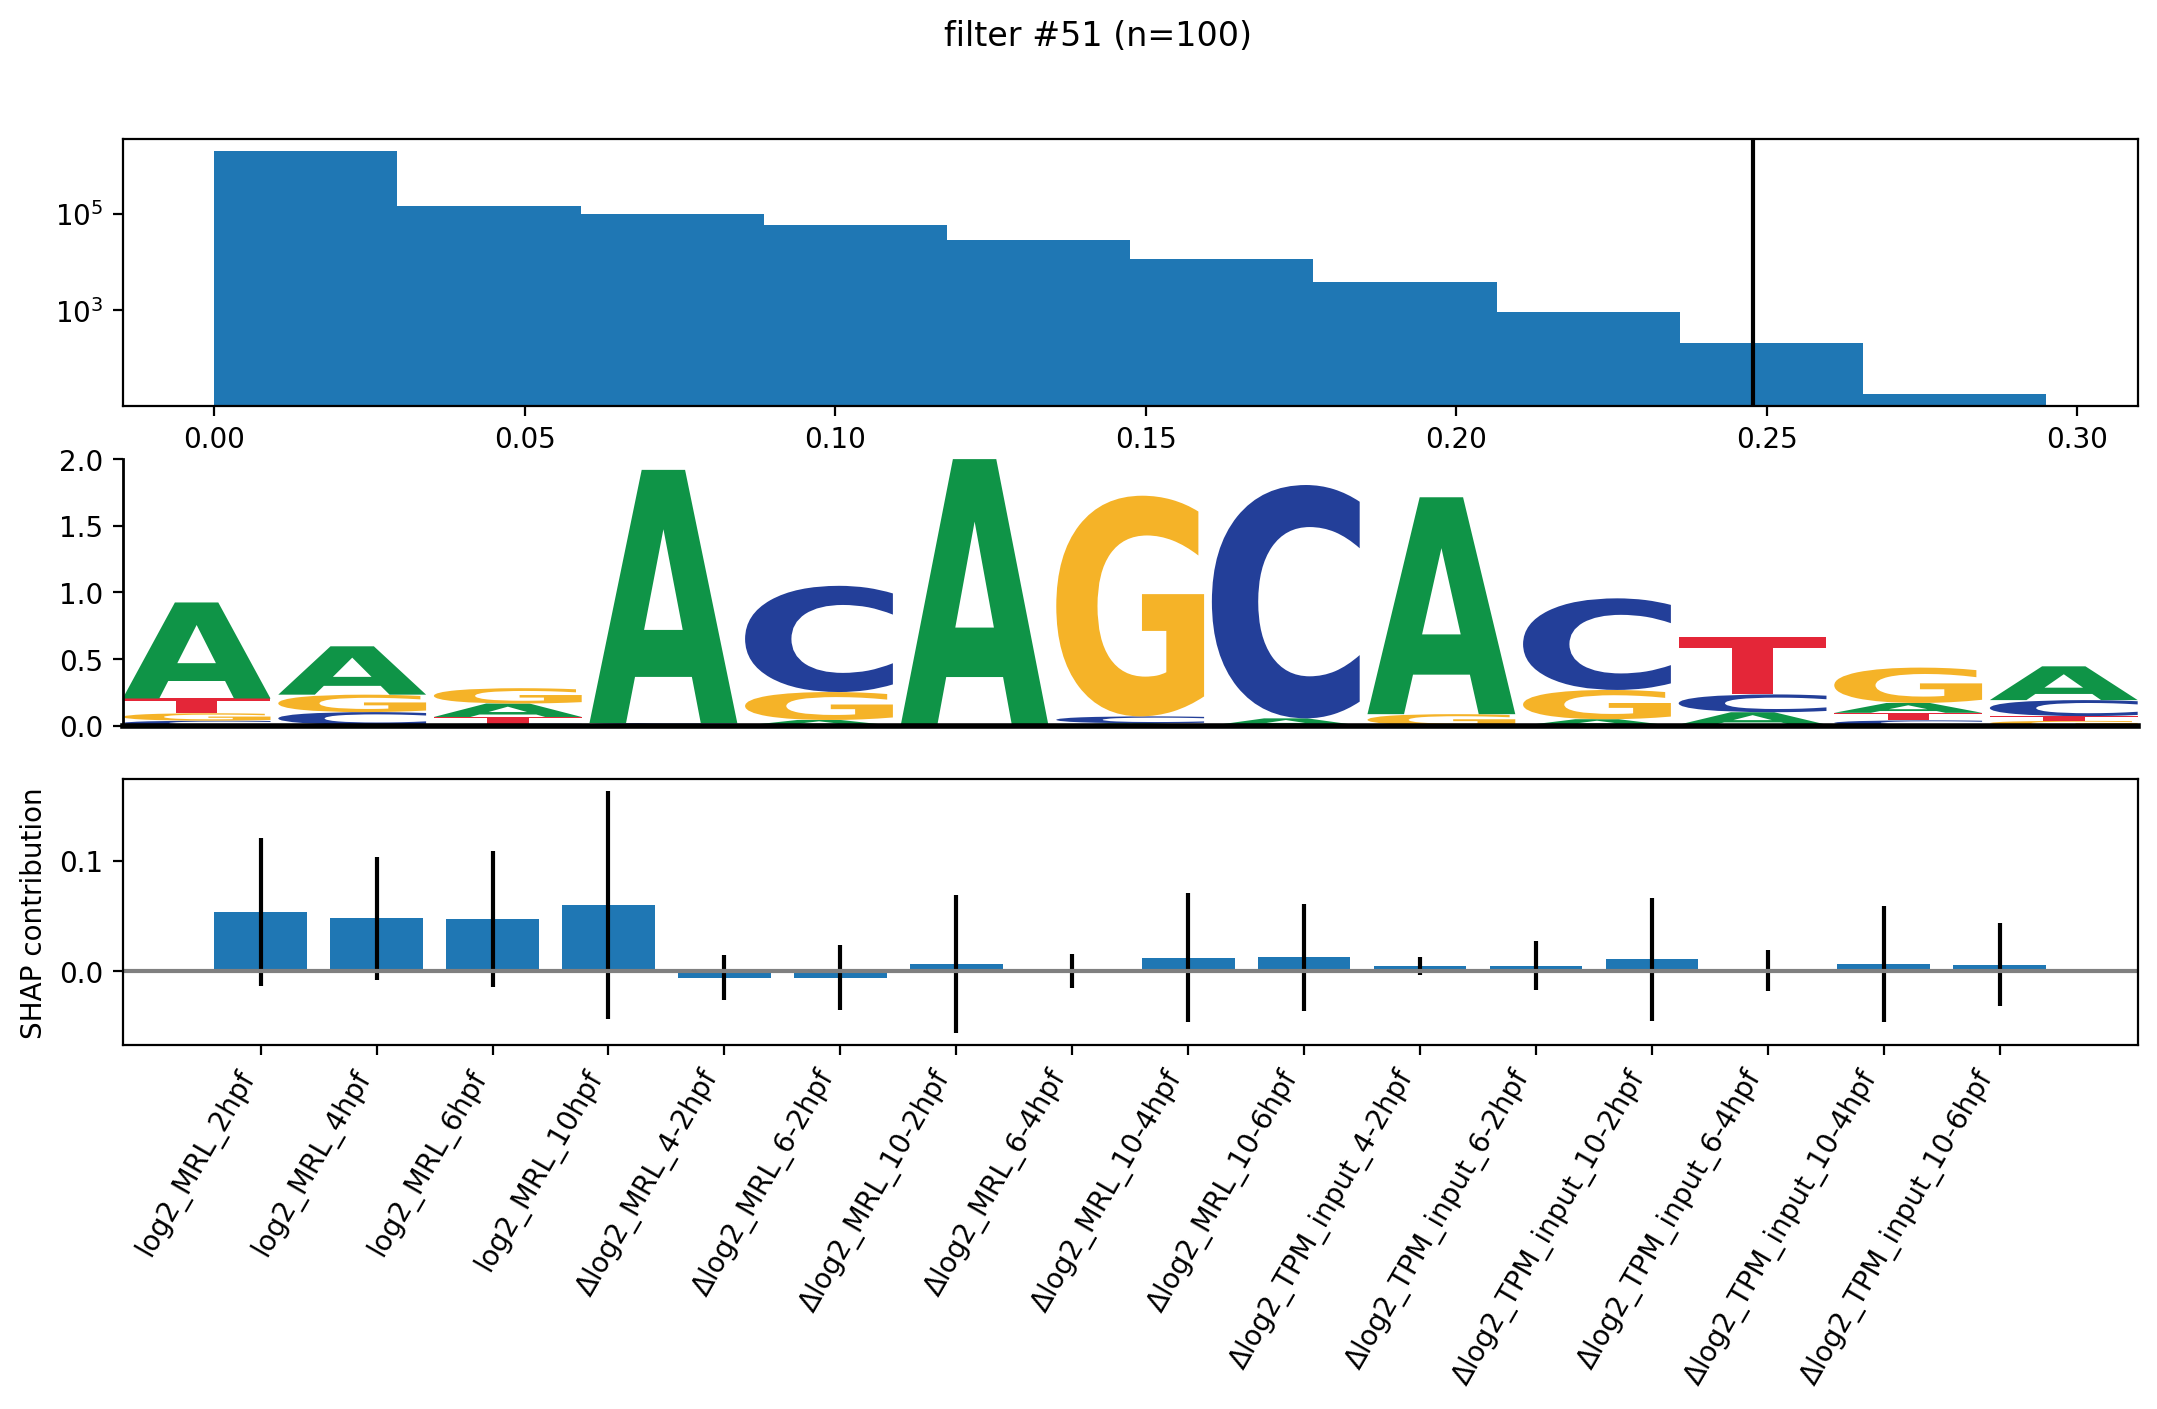 filter #51 (n=100)
10^5
10^3
0.00 0.05 0.10 0.15 0.20 0.25 0.30
2.0
1.5
1.0
0.5
0.0
A A G A C A G C A C T G A
T G A G C G G C A A
G C T A C A G A C T T
SHAP contribution
0.1
0.0
log2_MRL_2hpf
log2_MRL_4hpf
log2_MRL_6hpf
log2_MRL_10hpf
Δlog2_MRL_4-2hpf
Δlog2_MRL_6-2hpf
Δlog2_MRL_10-2hpf
Δlog2_MRL_6-4hpf
Δlog2_MRL_10-4hpf
Δlog2_MRL_10-6hpf
Δlog2_TPM_input_4-2hpf
Δlog2_TPM_input_6-2hpf
Δlog2_TPM_input_10-2hpf
Δlog2_TPM_input_6-4hpf
Δlog2_TPM_input_10-4hpf
Δlog2_TPM_input_10-6hpf